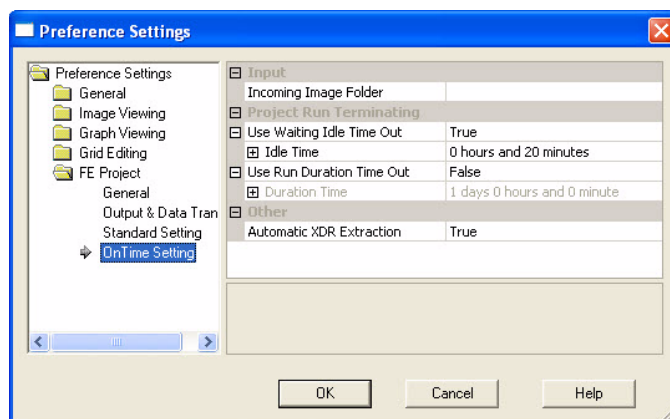 Preference Settings
Preference Settings
General
Image Viewing
Graph Viewing
Grid Editing
FE Project
General
Output & Data Tran
Standard Setting
OnTime Setting
Input
Incoming Image Folder
Project Run Terminating
Use Waiting Idle Time Out True
Idle Time 0 hours and 20 minutes
Use Run Duration Time Out False
Duration Time 1 days 0 hours and 0 minute
Other
Automatic XDR Extraction True
OK Cancel Help